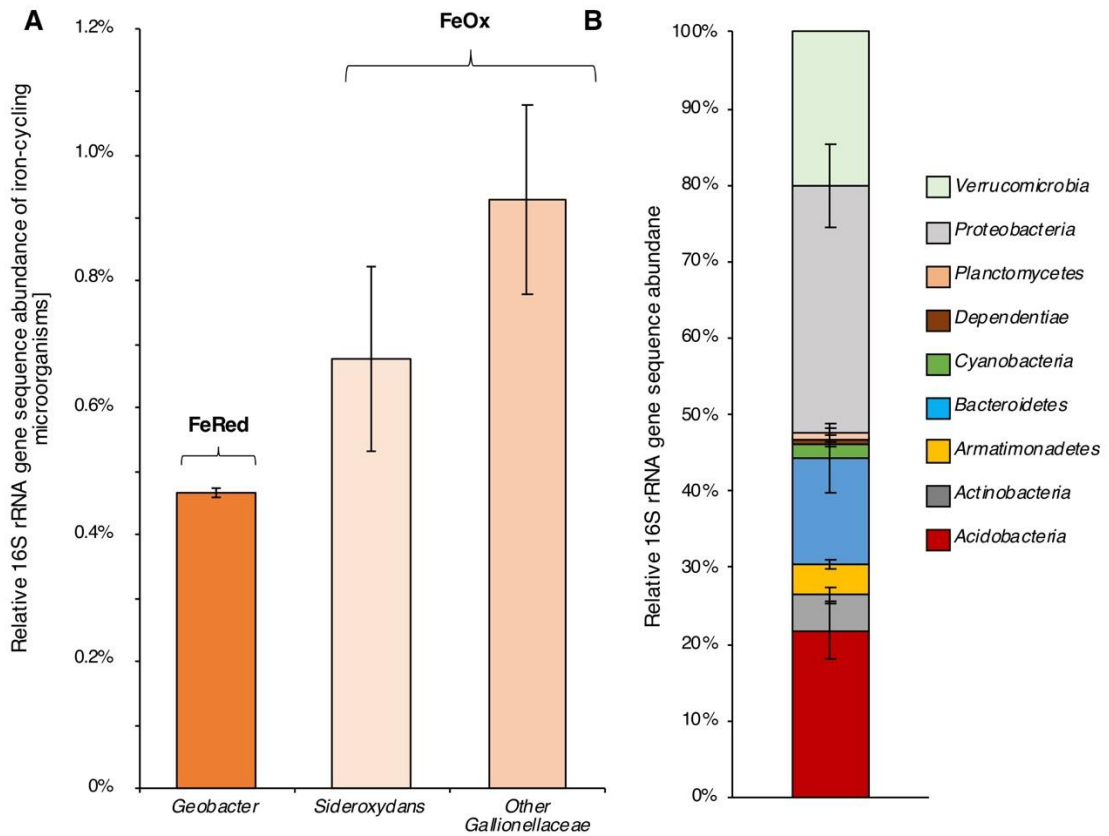 A
Relative 16S rRNA gene sequence abundance of iron-cycling
microorganisms]
1.2%
1.0%
0.8%
0.6%
0.4%
0.2%
0%
FeRed
FeOx
Geobacter
Sideroxydans
Other
Gallionellaceae
B
Relative 16S rRNA gene sequence abundane
100%
90%
80%
70%
60%
50%
40%
30%
20%
10%
0%
Verrucomicrobia
Proteobacteria
Planctomycetes
Dependentiae
Cyanobacteria
Bacteroidetes
Armatimonadetes
Actinobacteria
Acidobacteria